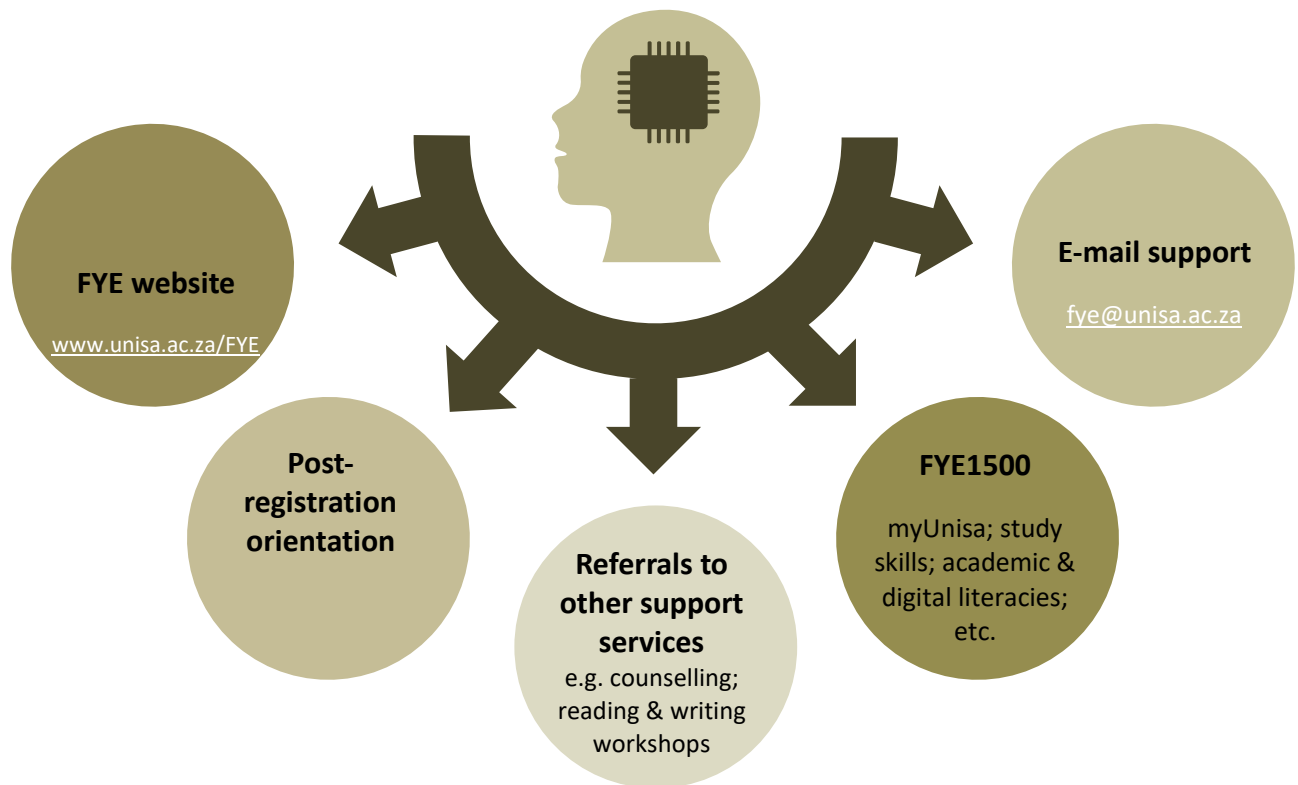 FYE website
www.unisa.ac.za/FYE
Post-
registration
orientation
Referrals to
other support
services
e.g. counselling;
reading & writing
workshops
FYE1500
myUnisa; study
skills; academic &
digital literacies;
etc.
E-mail support
fye@unisa.ac.za